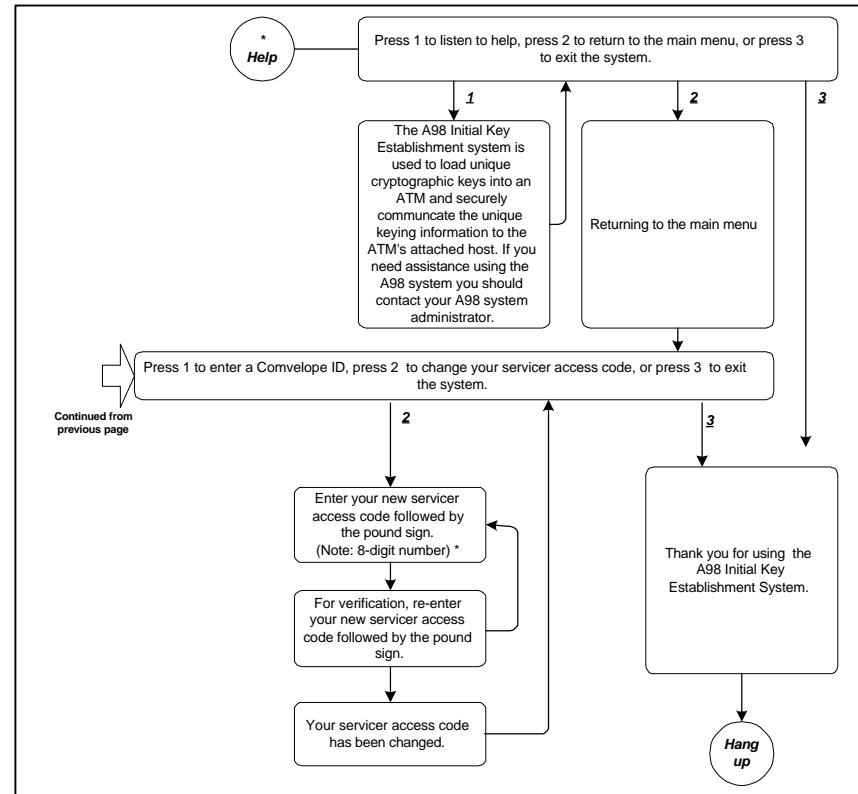 *
Help
Press 1 to listen to help, press 2 to return to the main menu, or press 3
to exit the system.
1
2
3
The A98 Initial Key
Establishment system is
used to load unique
cryptographic keys into an
ATM and securely
communcate the unique
keying information to the
ATM's attached host. If you
need assistance using the
A98 system you should
contact your A98 system
administrator.
Returning to the main menu
Press 1 to enter a Comvelope ID, press 2 to change your servicer access code, or press 3 to exit
the system.
Continued from
previous page
2
3
Enter your new servicer
access code followed by
the pound sign.
(Note: 8-digit number) *
For verification, re-enter
your new servicer access
code followed by the pound
sign.
Your servicer access code
has been changed.
Thank you for using the
A98 Initial Key
Establishment System.
Hang
up